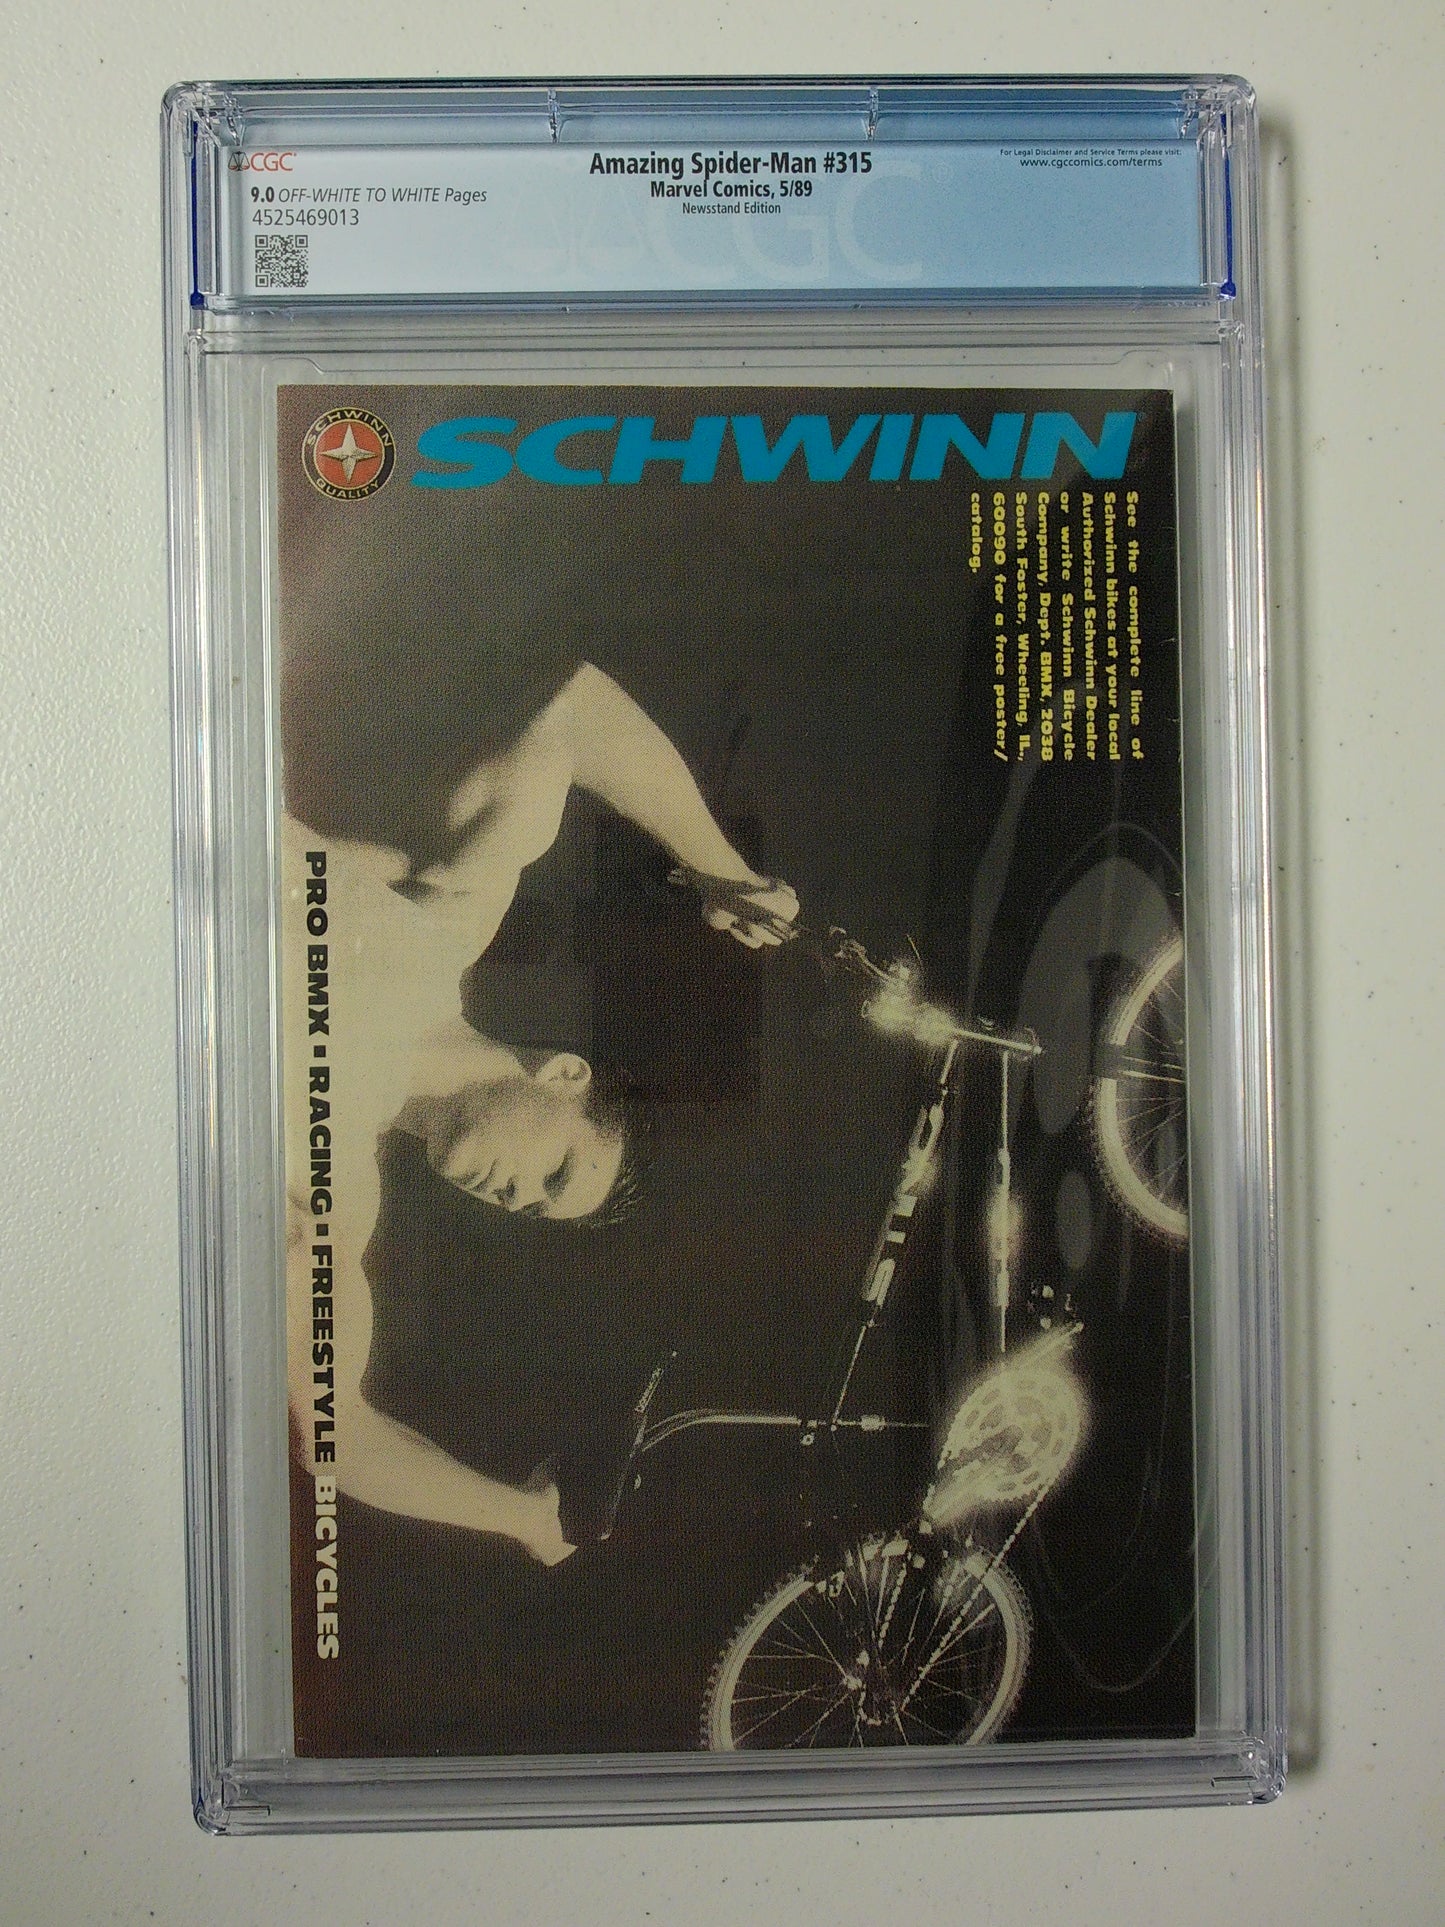 CGC
Amazing Spider-Man #315
For Legal Disclaimer and Service Terms please visit:
www.cgccomics.com/terms
9.0 OFF-WHITE TO WHITE Pages
Marvel Comics, 5/89
4525469013
Newsstand Edition
CGC
SCHWINN
QUALITY
SCHWINN
See the complete line of
Schwinn bikes at your local
Authorized Schwinn Dealer
or write Schwinn Bicycle
Company, Dept. BMX, 2038
South Foster, Wheeling, IL,
60090 for a free poster/
catalog.
PRO BMX ▪ RACING ▪ FREESTYLE BICYCLES